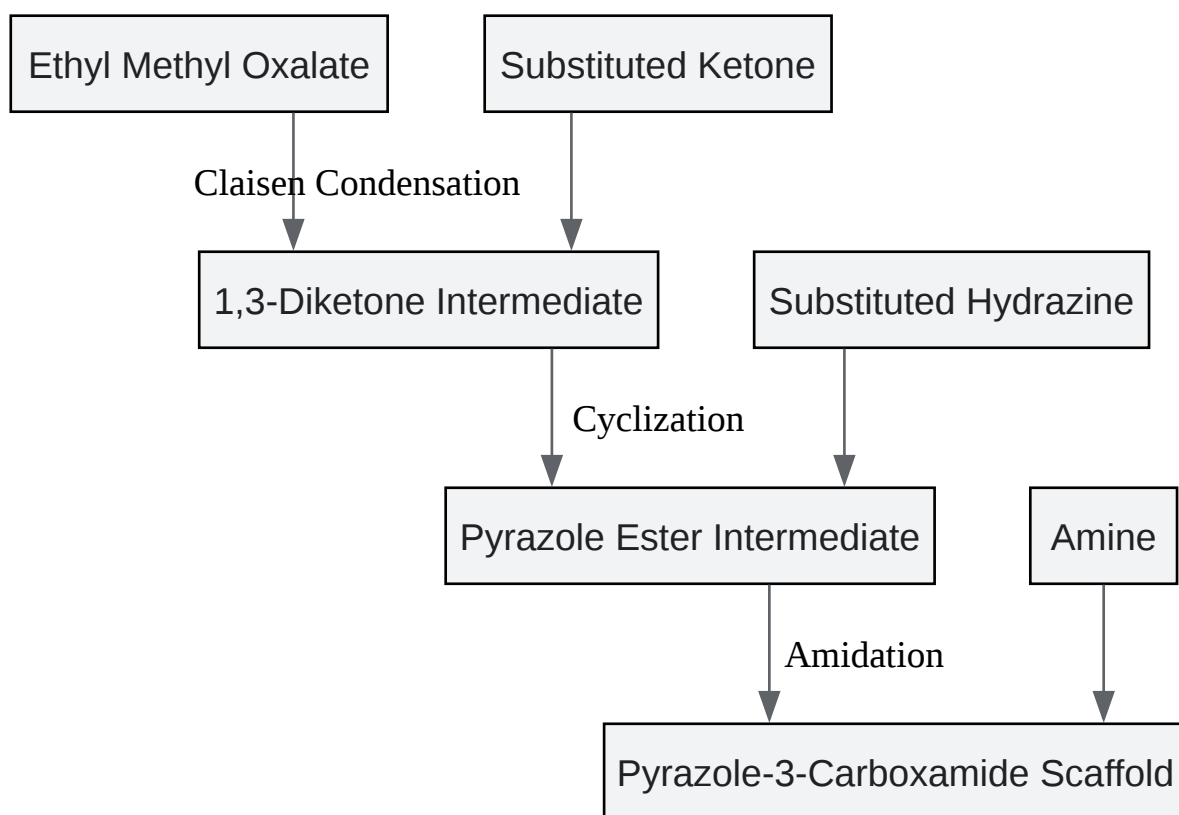 Ethyl Methyl Oxalate
Substituted Ketone
Claisen Condensation
1,3-Diketone Intermediate
Substituted Hydrazine
Cyclization
Pyrazole Ester Intermediate
Amine
Amidation
Pyrazole-3-Carboxamide Scaffold